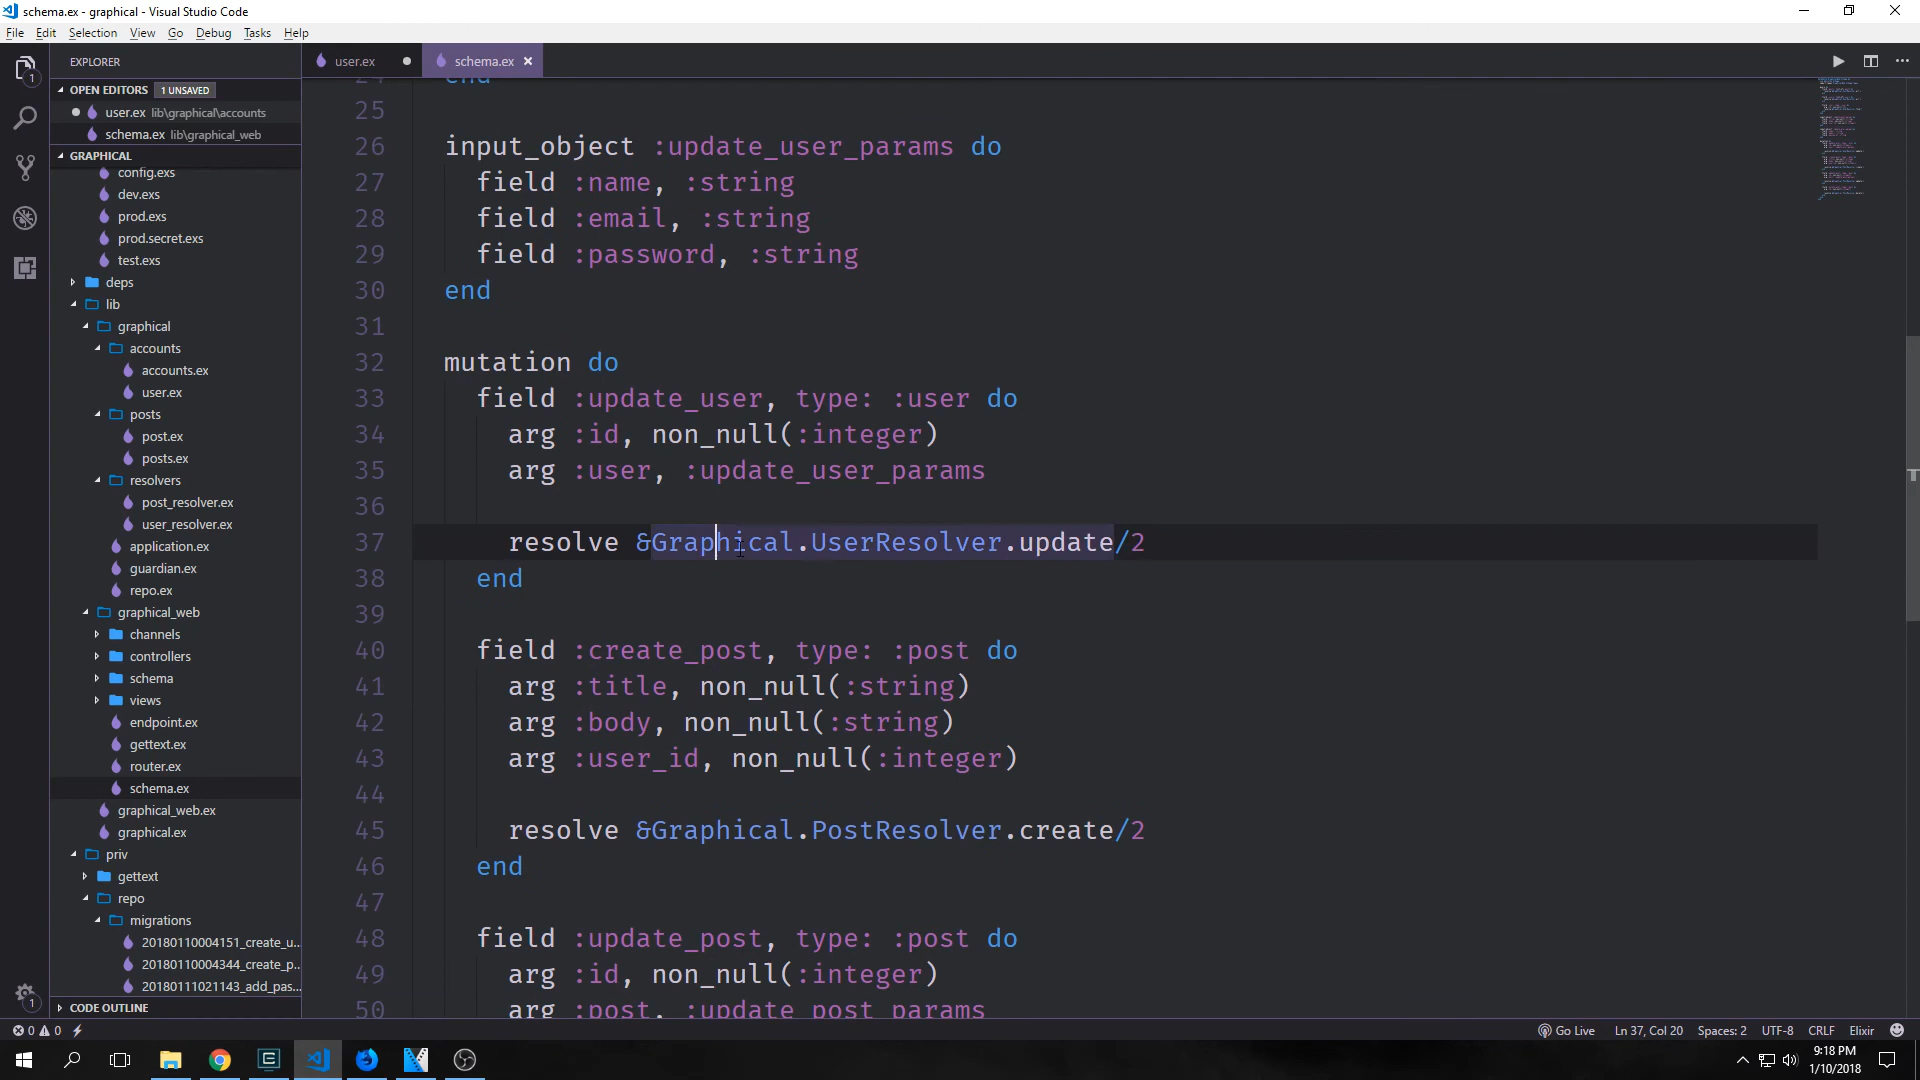 schema.ex - graphical - Visual Studio Code
File Edit Selection View Go Debug Tasks Help
EXPLORER
OPEN EDITORS 1 UNSAVED
user.ex lib\graphical\accounts
schema.ex lib\graphical_web
GRAPHICAL
config.exs
dev.exs
prod.exs
prod.secret.exs
test.exs
deps
lib
graphical
accounts
accounts.ex
user.ex
posts
post.ex
posts.ex
resolvers
post_resolver.ex
user_resolver.ex
application.ex
guardian.ex
repo.ex
graphical_web
channels
controllers
schema
views
endpoint.ex
gettext.ex
router.ex
schema.ex
graphical_web.ex
graphical.ex
priv
gettext
repo
migrations
20180110004151_create_u...
20180110004344_create_p...
20180111021143_add_pas...
CODE OUTLINE
1
1
user.ex schema.ex
24 end
25
26 input_object :update_user_params do
27 field :name, :string
28 field :email, :string
29 field :password, :string
30 end
31
32 mutation do
33 field :update_user, type: :user do
34 arg :id, non_null(:integer)
35 arg :user, :update_user_params
36
37 resolve &Graphical.UserResolver.update/2
38 end
39
40 field :create_post, type: :post do
41 arg :title, non_null(:string)
42 arg :body, non_null(:string)
43 arg :user_id, non_null(:integer)
44
45 resolve &Graphical.PostResolver.create/2
46 end
47
48 field :update_post, type: :post do
49 arg :id, non_null(:integer)
50 arg :post, :update_post_params
0 0 Go Live Ln 37, Col 20 Spaces: 2 UTF-8 CRLF Elixir
9:18 PM
1/10/2018